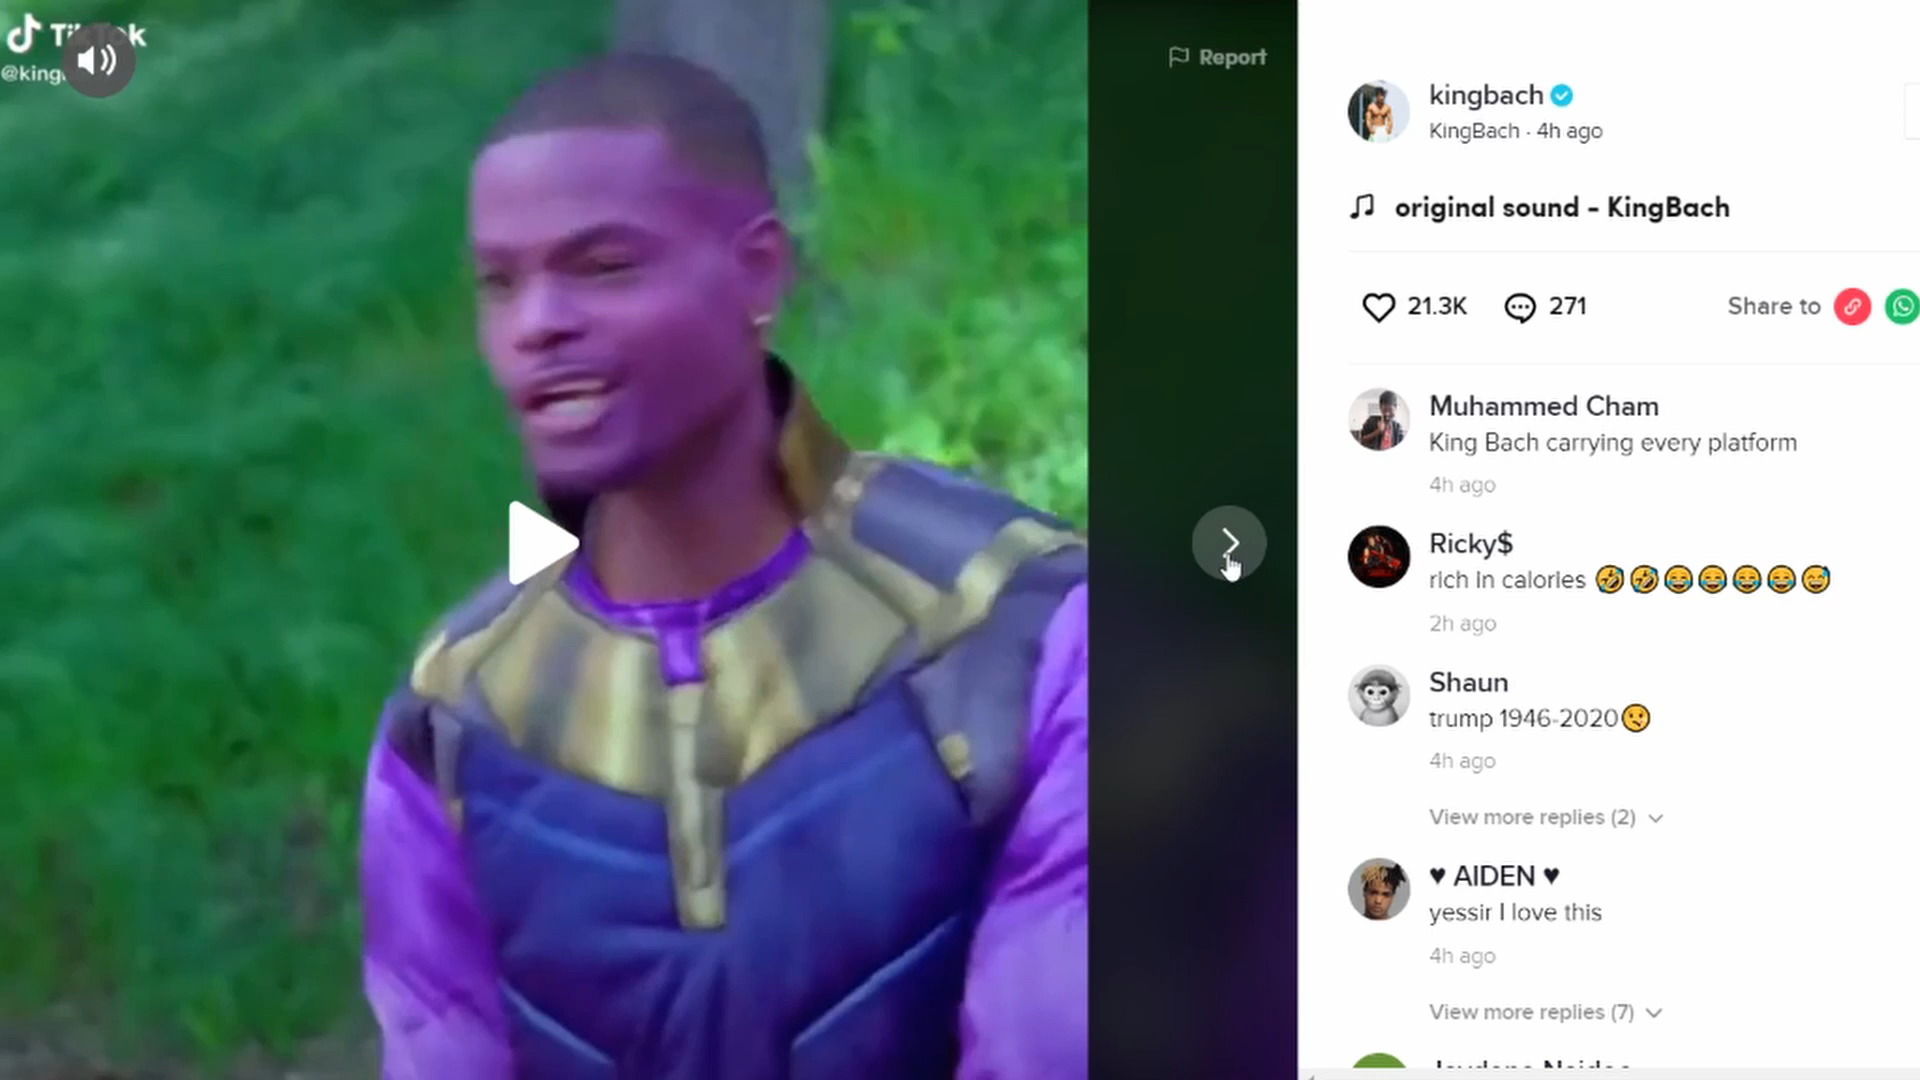 TikTok
@king
Report
kingbach
KingBach · 4h ago
original sound - KingBach
21.3K
271
Share to
Muhammed Cham
King Bach carrying every platform
4h ago
Ricky$
rich in calories 🤣🤣😂😂😂😂😅
2h ago
Shaun
trump 1946-2020🤨
4h ago
View more replies (2)
♥ AIDEN ♥
yessir I love this
4h ago
View more replies (7)